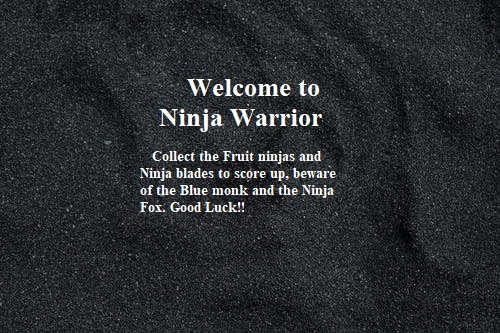 Welcome to
Ninja Warrior
Collect the Fruit ninjas and
Ninja blades to score up, beware
of the Blue monk and the Ninja
Fox. Good Luck!!